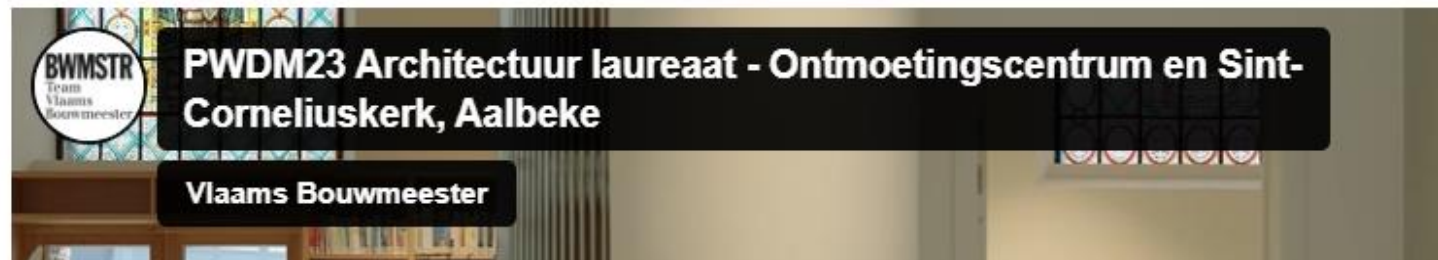 BWMSTR
Team
Vlaams
Bouwmeester
PWDM23 Architectuur laureaat - Ontmoetingscentrum en Sint-
Corneliuskerk, Aalbeke
Vlaams Bouwmeester